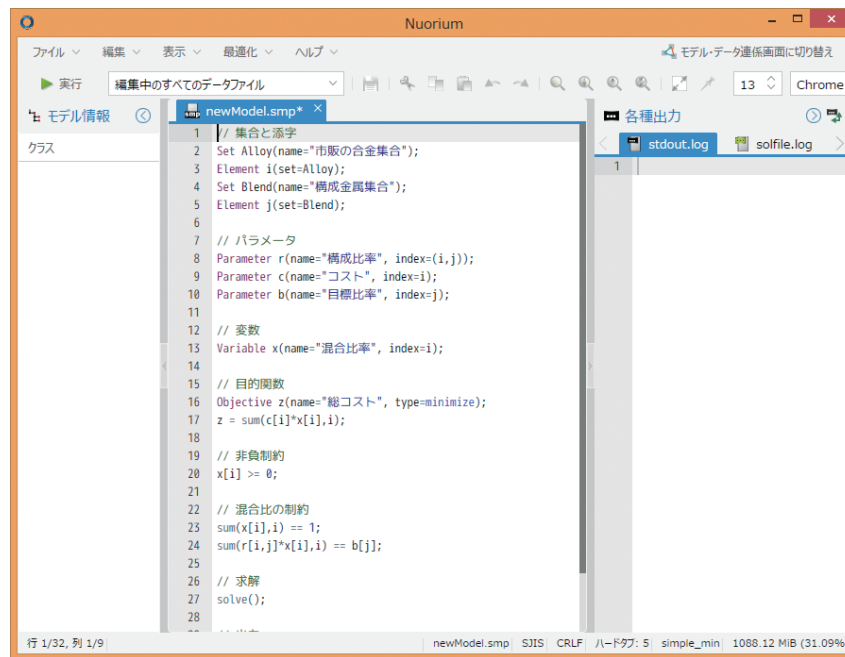 Nuorium
ファイル 編集 表示 最適化 ヘルプ モデル・データ連係画面に切り替え
実行 編集中のすべてのデータファイル 13 Chrome
モデル情報 newModel.smp* 各種出力
クラス stdout.log solfile.log
1 // 集合と添字
2 Set Alloy(name="市販の合金集合");
3 Element i(set=Alloy);
4 Set Blend(name="構成金属集合");
5 Element j(set=Blend);
6
7 // パラメータ
8 Parameter r(name="構成比率", index=(i,j));
9 Parameter c(name="コスト", index=i);
10 Parameter b(name="目標比率", index=j);
11
12 // 変数
13 Variable x(name="混合比率", index=i);
14
15 // 目的関数
16 Objective z(name="総コスト", type=minimize);
17 z = sum(c[i]*x[i],i);
18
19 // 非負制約
20 x[i] >= 0;
21
22 // 混合比の制約
23 sum(x[i],i) == 1;
24 sum(r[i,j]*x[i],i) == b[j];
25
26 // 求解
27 solve();
28
1
行 1/32, 列 1/9 newModel.smp SJIS CRLF ハードタブ: 5 simple_min 1088.12 MiB (31.09%